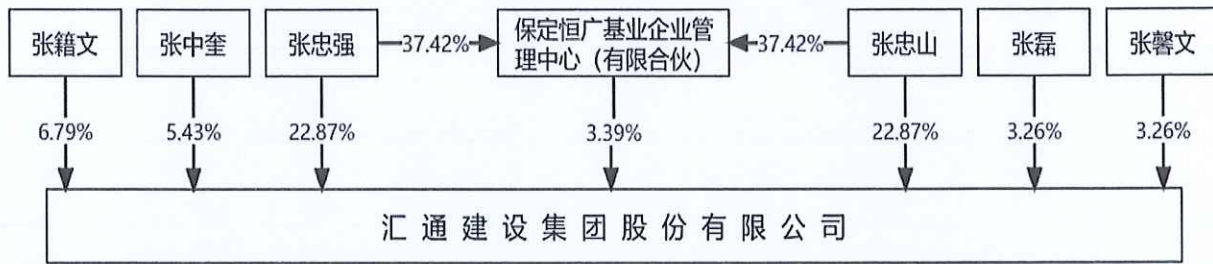 张籍文
张中奎
张忠强
37.42%
保定恒广基业企业管
理中心（有限合伙）
37.42%
张忠山
张磊
张馨文
6.79%
5.43%
22.87%
3.39%
22.87%
3.26%
3.26%
汇通建设集团股份有限公司